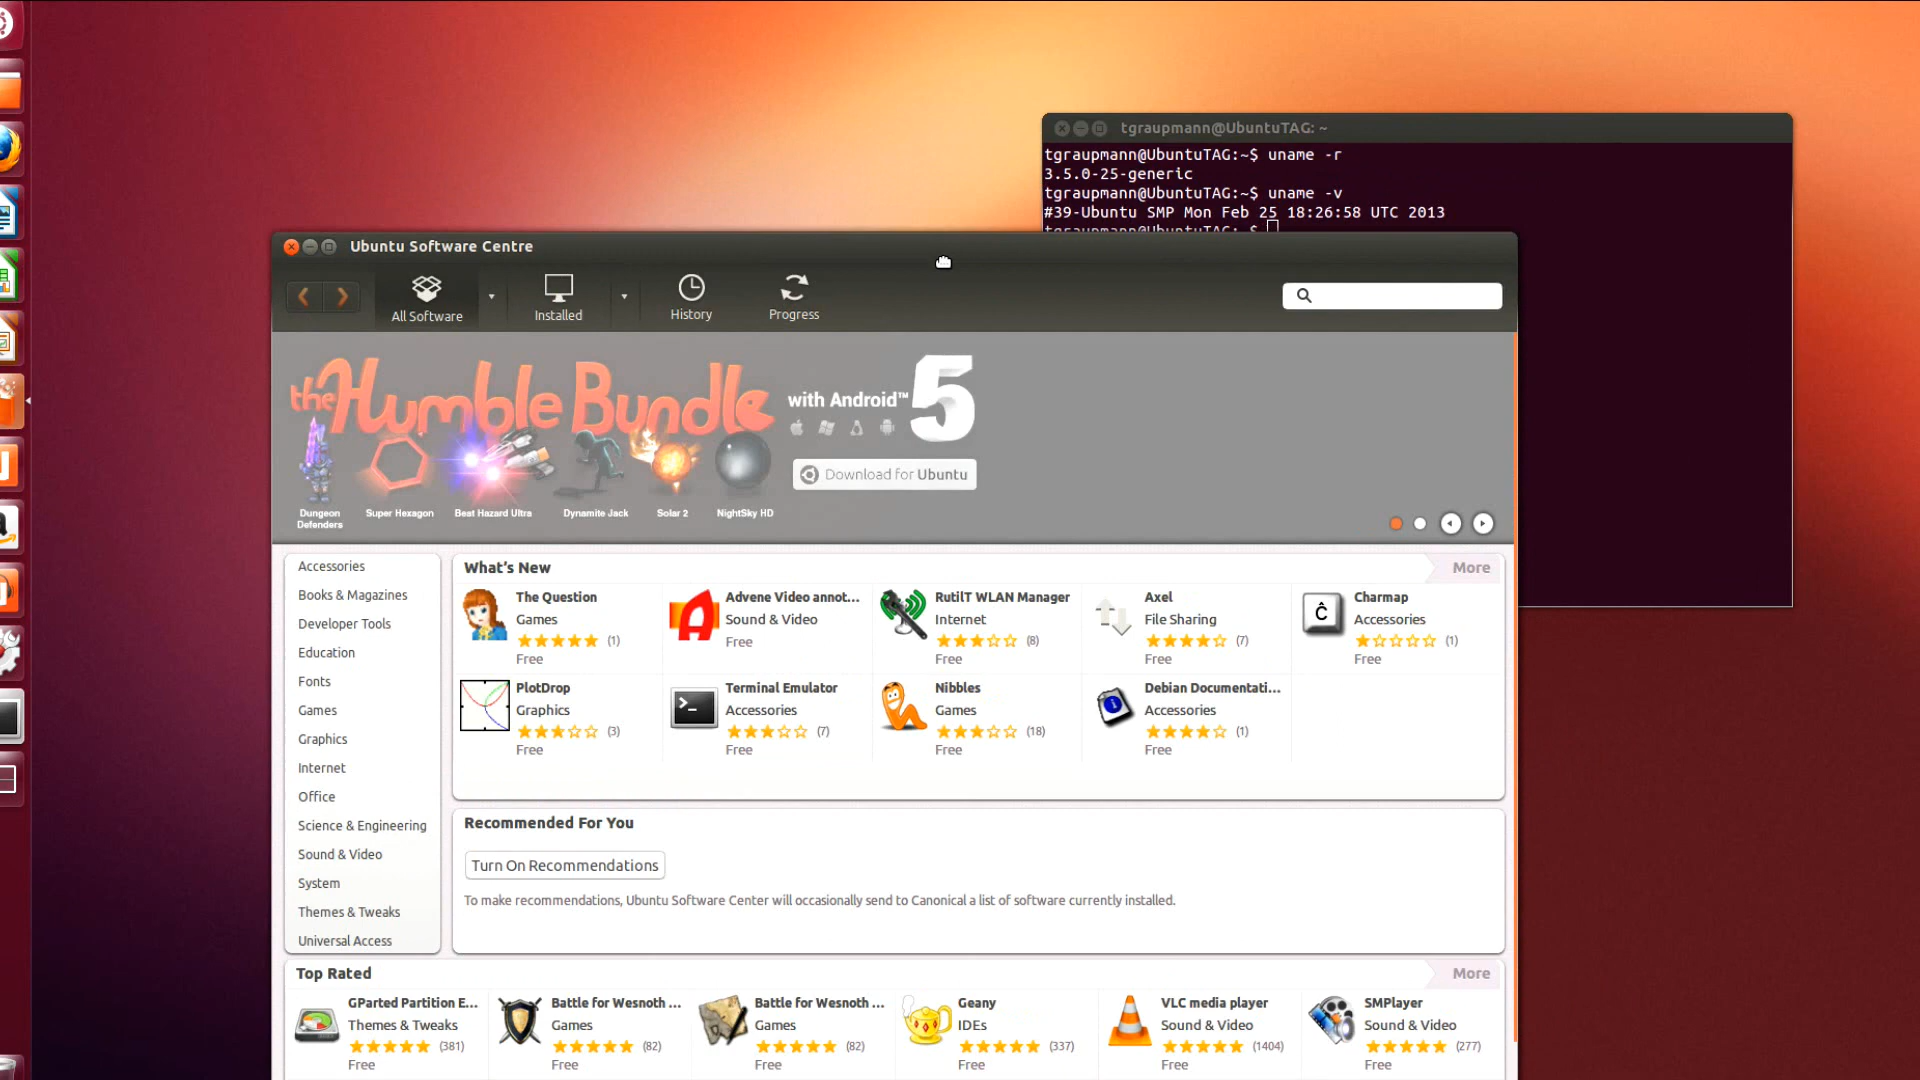 tgraupmann@UbuntuTAG: ~
tgraupmann@UbuntuTAG:~$ uname -r
3.5.0-25-generic
tgraupmann@UbuntuTAG:~$ uname -v
#39-Ubuntu SMP Mon Feb 25 18:26:58 UTC 2013
tgraupmann@UbuntuTAG:~$
Ubuntu Software Centre
All Software
Installed
History
Progress
the Humble Bundle
with Android™ 5
Download for Ubuntu
Dungeon Defenders
Super Hexagon
Beat Hazard Ultra
Dynamite Jack
Solar 2
NightSky HD
Accessories
Books & Magazines
Developer Tools
Education
Fonts
Games
Graphics
Internet
Office
Science & Engineering
Sound & Video
System
Themes & Tweaks
Universal Access
What's New
More
The Question
Games
(1)
Free
Advene Video annot...
Sound & Video
Free
RutilT WLAN Manager
Internet
(8)
Free
Axel
File Sharing
(7)
Free
Ĉ
Charmap
Accessories
(1)
Free
PlotDrop
Graphics
(3)
Free
Terminal Emulator
Accessories
(7)
Free
Nibbles
Games
(18)
Free
Debian Documentati...
Accessories
(1)
Free
Recommended For You
Turn On Recommendations
To make recommendations, Ubuntu Software Center will occasionally send to Canonical a list of software currently installed.
Top Rated
More
GParted Partition E...
Themes & Tweaks
(381)
Free
Battle for Wesnoth ...
Games
(82)
Free
Battle for Wesnoth ...
Games
(82)
Free
Geany
IDEs
(337)
Free
VLC media player
Sound & Video
(1404)
Free
SMPlayer
Sound & Video
(277)
Free